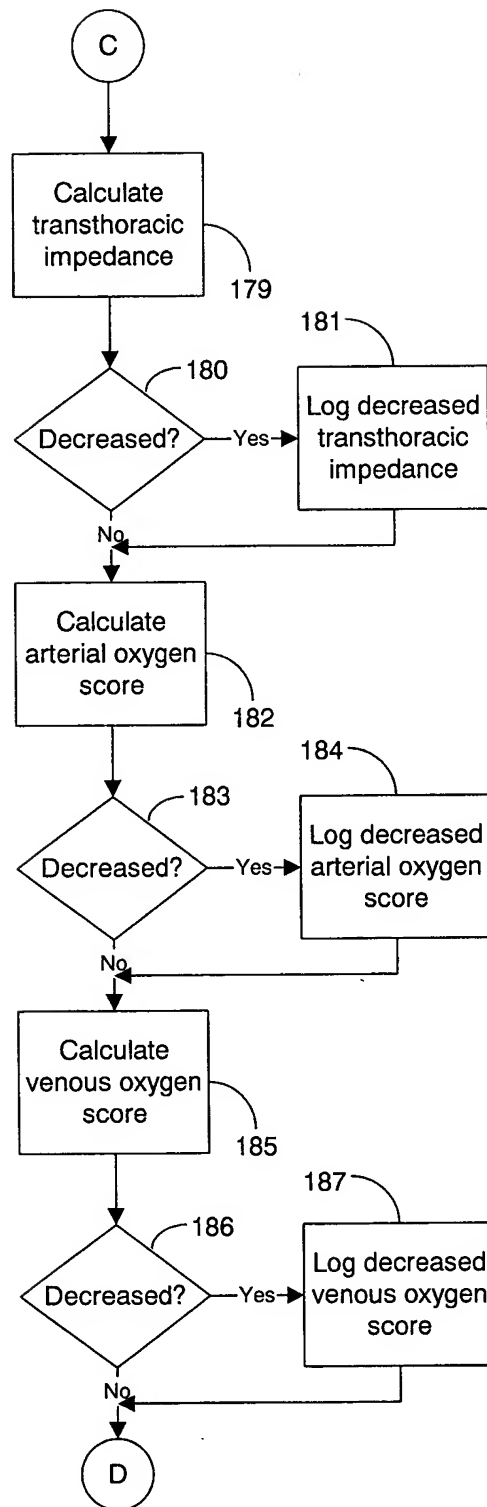 C
Calculate
transthoracic
impedance
179
180
181
Decreased?
Yes
Log decreased
transthoracic
impedance
No
Calculate
arterial oxygen
score
182
183
184
Decreased?
Yes
Log decreased
arterial oxygen
score
No
Calculate
venous oxygen
score
185
186
187
Decreased?
Yes
Log decreased
venous oxygen
score
No
D